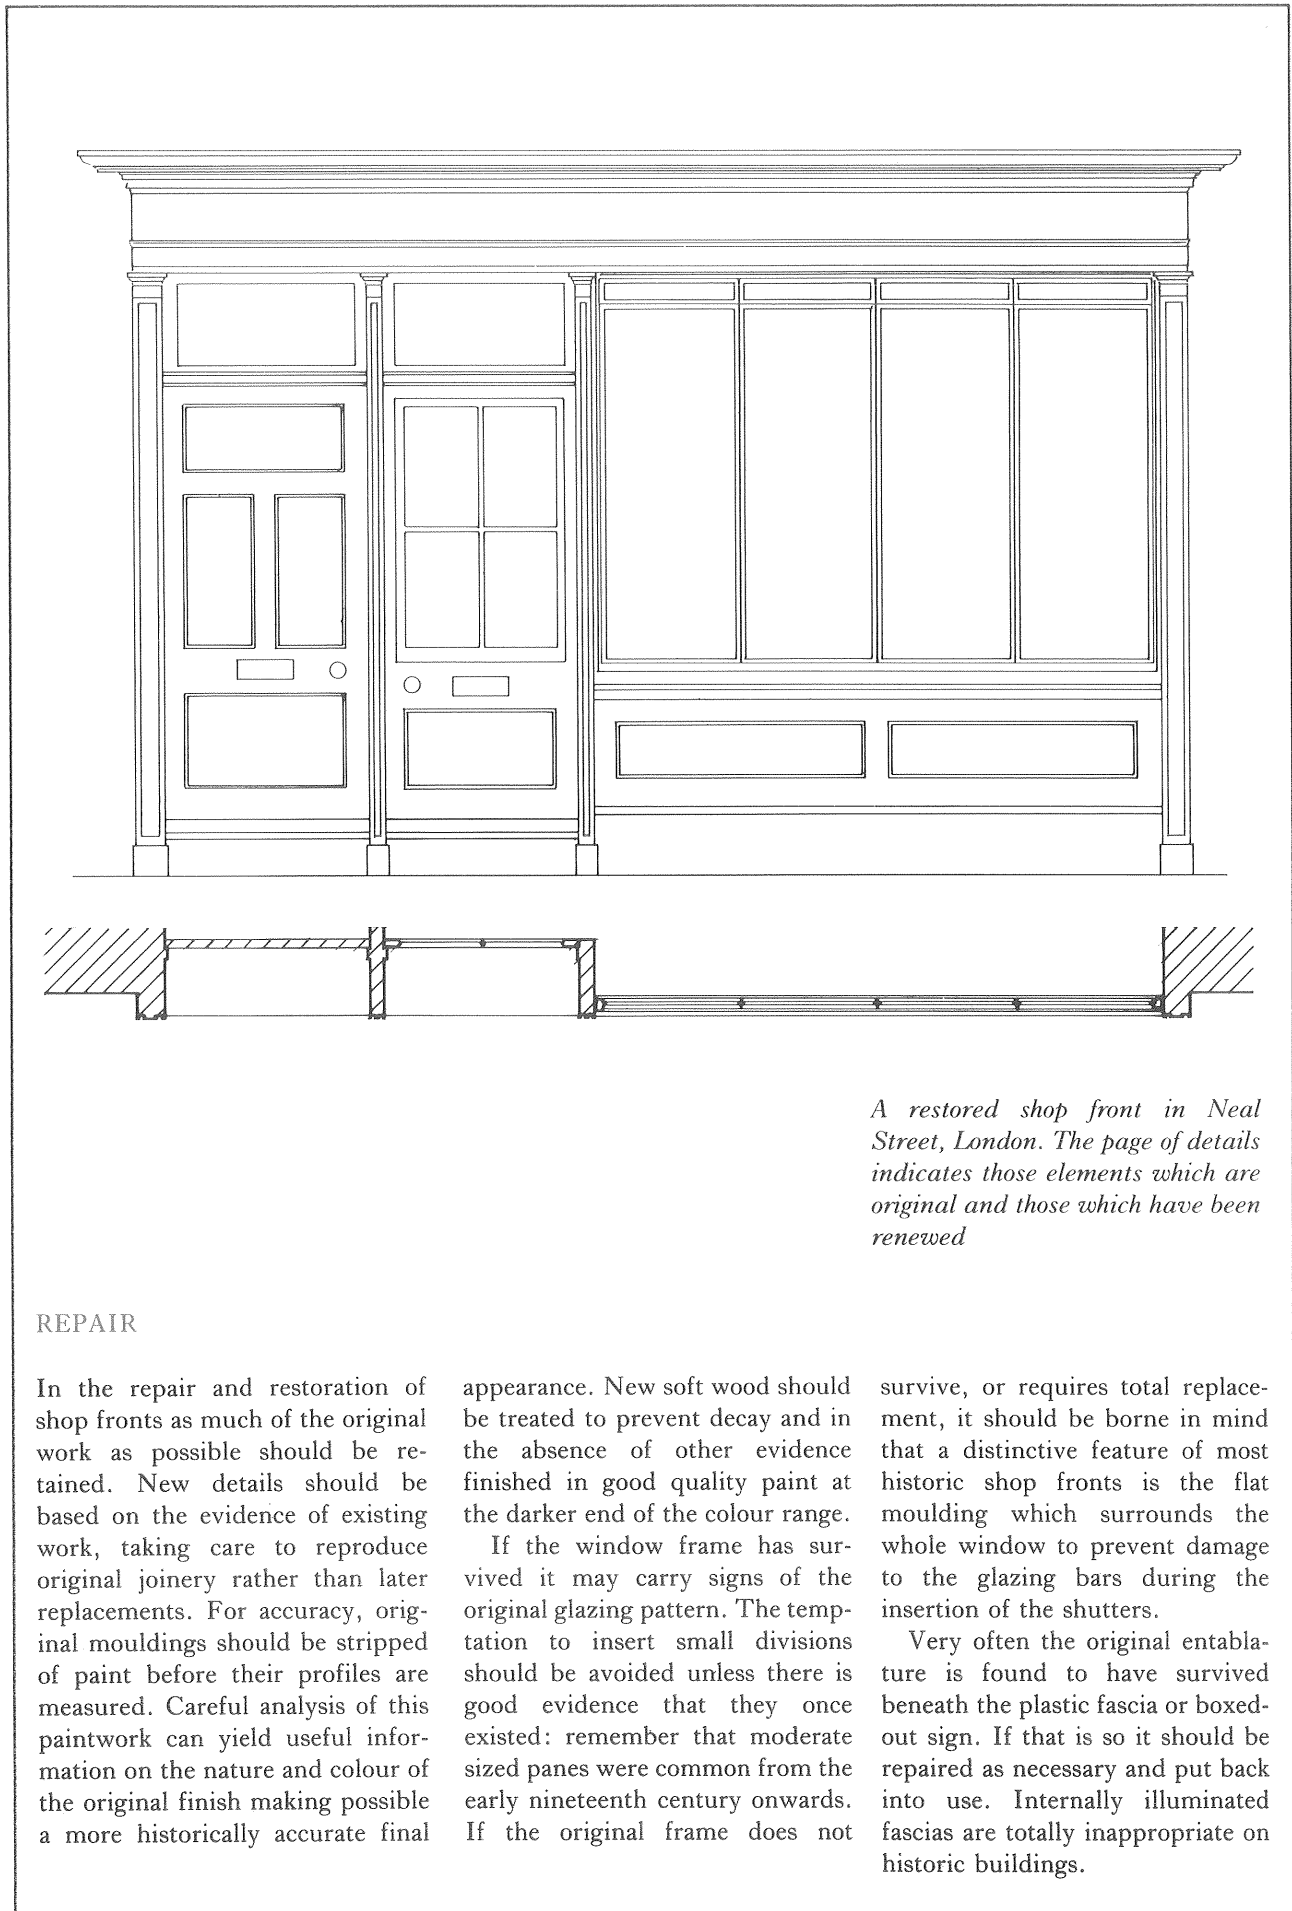 A restored shop front in Neal
Street, London. The page of details
indicates those elements which are
original and those which have been
renewed
REPAIR
In the repair and restoration of
shop fronts as much of the original
work as possible should be re-
tained. New details should be
based on the evidence of existing
work, taking care to reproduce
original joinery rather than later
replacements. For accuracy, orig-
inal mouldings should be stripped
of paint before their profiles are
measured. Careful analysis of this
paintwork can yield useful infor-
mation on the nature and colour of
the original finish making possible
a more historically accurate final
appearance. New soft wood should
be treated to prevent decay and in
the absence of other evidence
finished in good quality paint at
the darker end of the colour range.
If the window frame has sur-
vived it may carry signs of the
original glazing pattern. The temp-
tation to insert small divisions
should be avoided unless there is
good evidence that they once
existed: remember that moderate
sized panes were common from the
early nineteenth century onwards.
If the original frame does not
survive, or requires total replace-
ment, it should be borne in mind
that a distinctive feature of most
historic shop fronts is the flat
moulding which surrounds the
whole window to prevent damage
to the glazing bars during the
insertion of the shutters.
Very often the original entabla-
ture is found to have survived
beneath the plastic fascia or boxed-
out sign. If that is so it should be
repaired as necessary and put back
into use. Internally illuminated
fascias are totally inappropriate on
historic buildings.